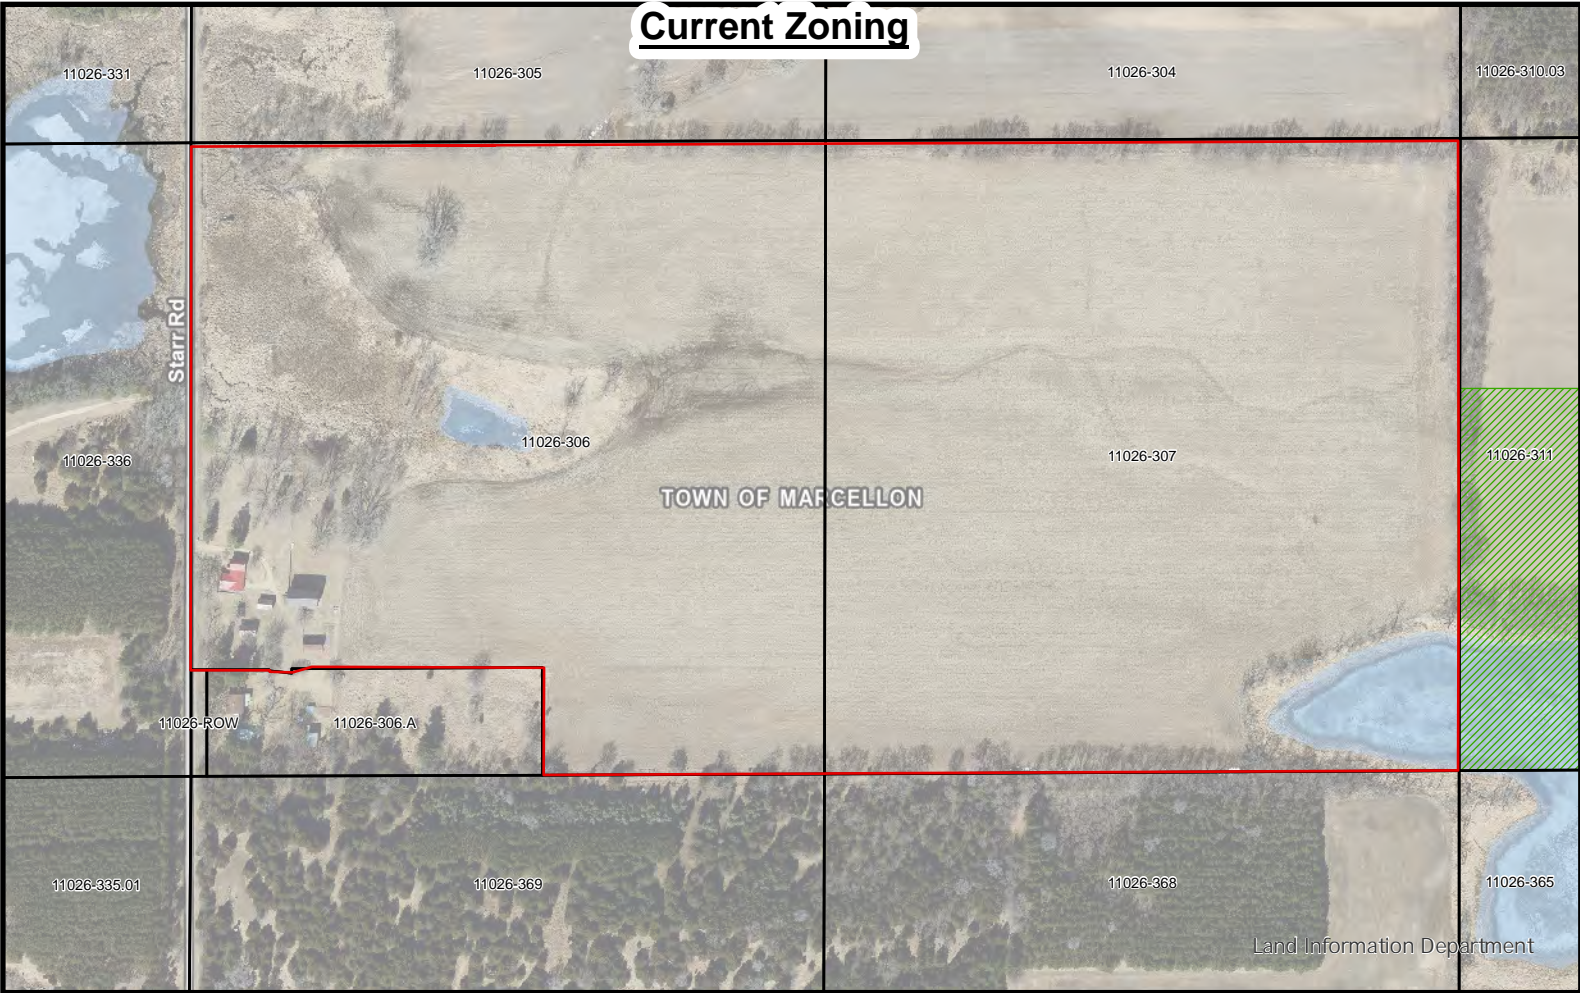 Current Zoning
11026-331
11026-305
11026-304
11026-310.03
Starr Rd
11026-306
11026-307
11026-311
11026-336
TOWN OF MARCELLON
11026-ROW
11026-306.A
11026-335.01
11026-369
11026-368
11026-365
Land Information Department